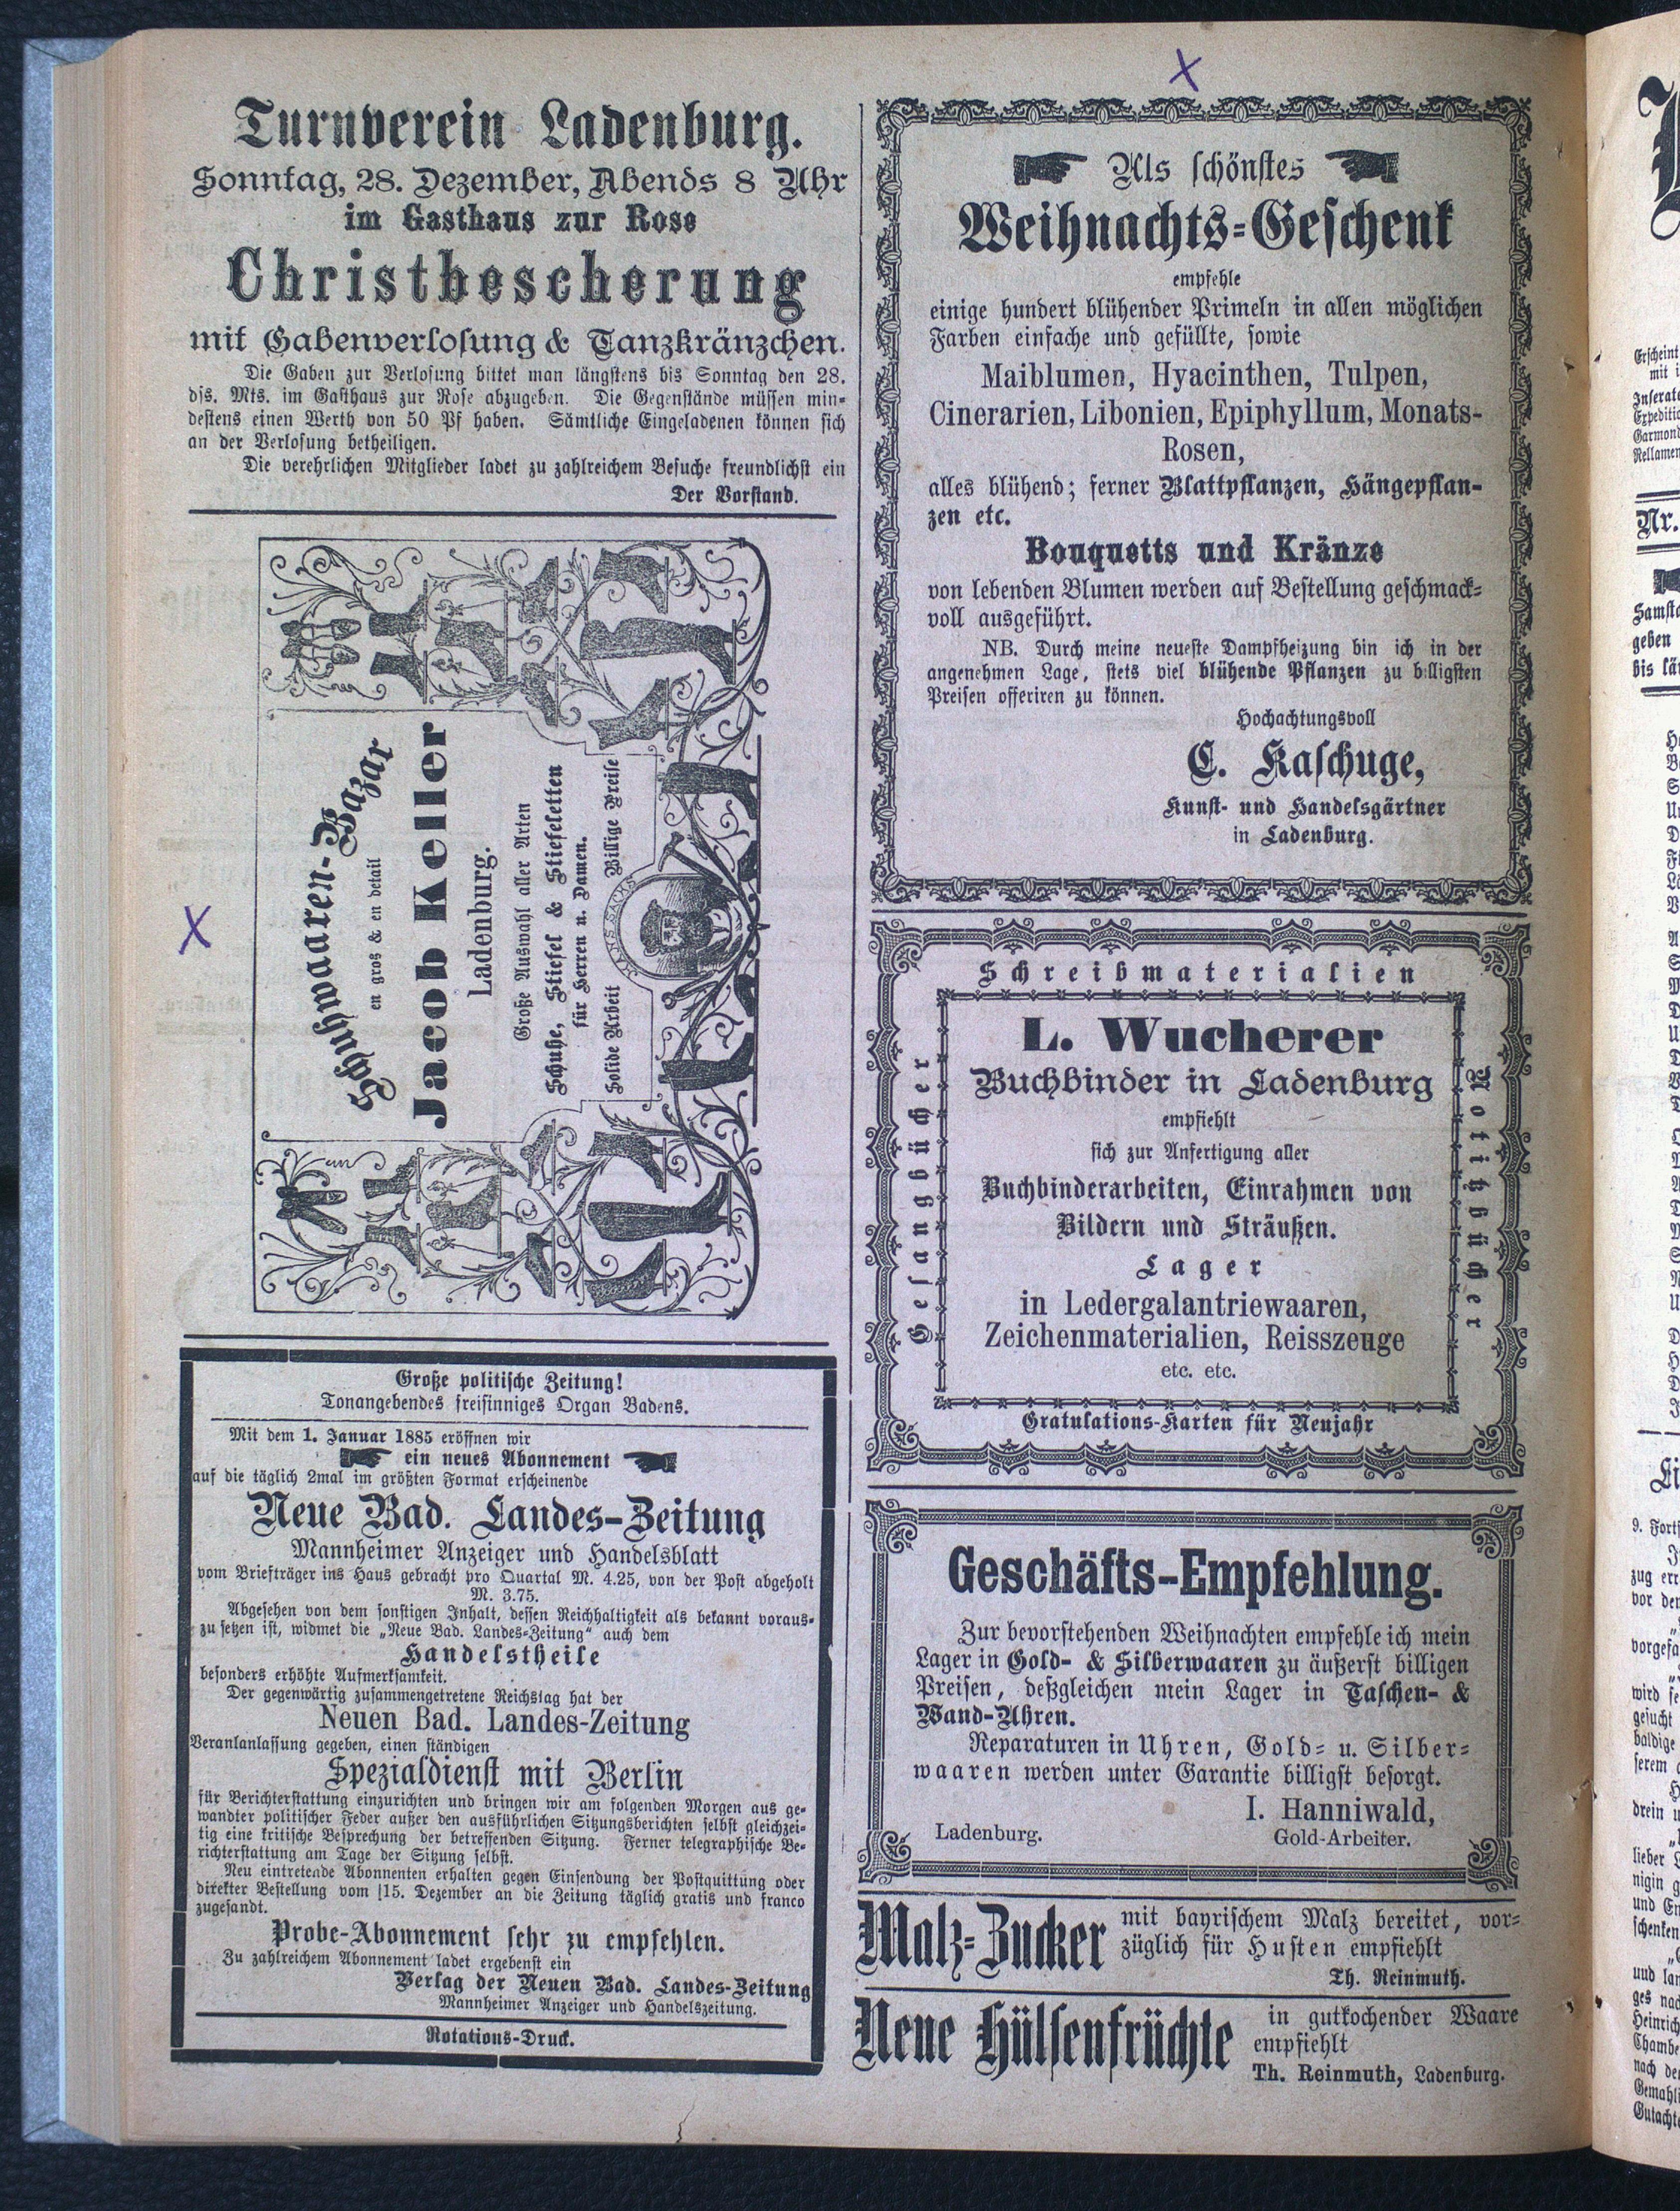 Turnverein Ladenburg.
Sonntag, 28. Dezember, Abends 8 Uhr
im Gasthaus zur Rose
Christbescherung
mit Gabenverlosung & Tanzkränzchen.
Die Gaben zur Verlosung bittet man längstens bis Sonntag den 28.
dss. Mts. im Gasthaus zur Rose abzugeben. Die Gegenstände müssen min-
destens einen Werth von 50 Pf haben. Sämtliche Eingeladenen können sich
an der Verlosung betheiligen.
Die verehrlichen Mitglieder ladet zu zahlreichem Besuche freundlichst ein
Der Vorstand.
Schuhwaaren-Bazar
en gros & en detail
Jacob Keller
Ladenburg.
Große Auswahl aller Arten
Schuhe, Stiefel & Stiefeletten
für Herren u. Damen.
Solide Arbeit Billige Preise
HANS SACHS
Große politische Zeitung!
Tonangebendes freisinniges Organ Badens.
Mit dem 1. Januar 1885 eröffnen wir
ein neues Abonnement
auf die täglich 2mal im größten Format erscheinende
Neue Bad. Landes-Zeitung
Mannheimer Anzeiger und Handelsblatt
vom Briefträger ins Haus gebracht pro Quartal M. 4.25, von der Post abgeholt
M. 3.75.
Abgesehen von dem sonstigen Inhalt, dessen Reichhaltigkeit als bekannt voraus-
zu setzen ist, widmet die „Neue Bad. Landes-Zeitung“ auch dem
Handelstheile
besonders erhöhte Aufmerksamkeit.
Der gegenwärtig zusammengetretene Reichstag hat der
Neuen Bad. Landes-Zeitung
Veranlanlassung gegeben, einen ständigen
Spezialdienst mit Berlin
für Berichterstattung einzurichten und bringen wir am folgenden Morgen aus ge-
wandter politischer Feder außer den ausführlichen Sitzungsberichten selbst gleichzei-
tig eine kritische Besprechung der betreffenden Sitzung. Ferner telegraphische Be-
richterstattung am Tage der Sitzung selbst.
Neu eintretende Abonnenten erhalten gegen Einsendung der Postquittung oder
direkter Bestellung vom 15. Dezember an die Zeitung täglich gratis und franco
zugesandt.
Probe-Abonnement sehr zu empfehlen.
Zu zahlreichem Abonnement ladet ergebenst ein
Verlag der Neuen Bad. Landes-Zeitung
Mannheimer Anzeiger und Handelszeitung.
Rotations-Druck.
Als schönstes
Weihnachts-Geschenk
empfehle
einige hundert blühender Primeln in allen möglichen
Farben einfache und gefüllte, sowie
Maiblumen, Hyacinthen, Tulpen,
Cinerarien, Libonien, Epiphyllum, Monats-
Rosen,
alles blühend; ferner Blattpflanzen, Hängepflan-
zen etc.
Bouquetts und Kränze
von lebenden Blumen werden auf Bestellung geschmack-
voll ausgeführt.
NB. Durch meine neueste Dampfheizung bin ich in der
angenehmen Lage, stets viel blühende Pflanzen zu billigsten
Preisen offeriren zu können.
Hochachtungsvoll
C. Kaschuge,
Kunst- und Handelsgärtner
in Ladenburg.
Schreibmaterialien
Gesangbücher
Notizbücher
L. Wucherer
Buchbinder in Ladenburg
empfiehlt
sich zur Anfertigung aller
Buchbinderarbeiten, Einrahmen von
Bildern und Sträußen.
Lager
in Ledergalantriewaaren,
Zeichenmaterialien, Reisszeuge
etc. etc.
Gratulations-Karten für Neujahr
Geschäfts-Empfehlung.
Zur bevorstehenden Weihnachten empfehle ich mein
Lager in Gold- & Silberwaaren zu äußerst billigen
Preisen, deßgleichen mein Lager in Taschen- &
Wand-Uhren.
Reparaturen in Uhren, Gold- u. Silber-
waaren werden unter Garantie billigst besorgt.
I. Hanniwald,
Ladenburg. Gold-Arbeiter.
Malz-Zucker mit bayrischem Malz bereitet, vor-
züglich für Husten empfiehlt
Th. Reinmuth.
Neue Hülsenfrüchte in gutkochender Waare
empfiehlt
Th. Reinmuth, Ladenburg.